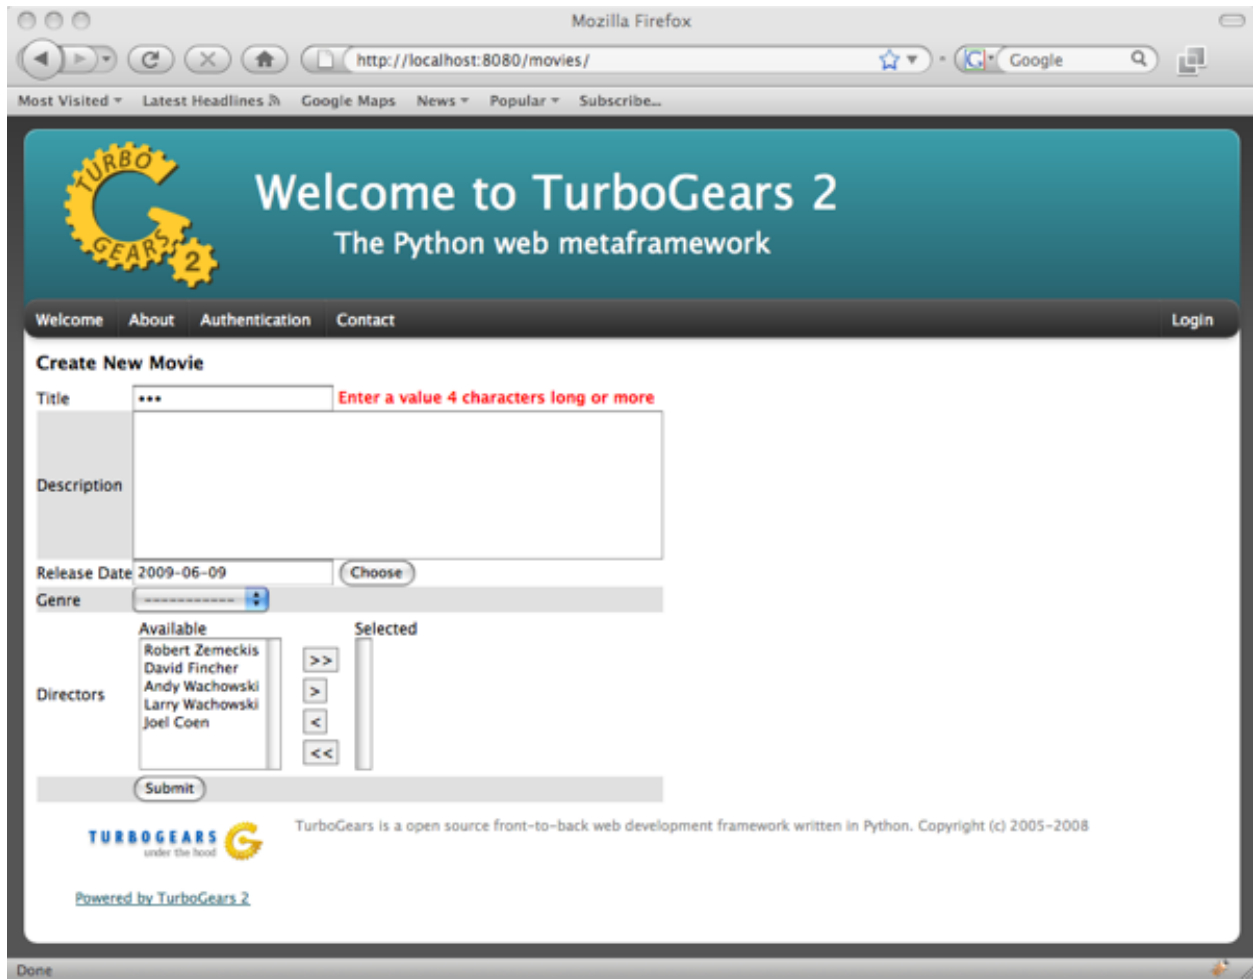 Mozilla Firefox
http://localhost:8080/movies/
Google
Most Visited Latest Headlines Google Maps News Popular Subscribe...
TURBO
GEARS
2
Welcome to TurboGears 2
The Python web metaframework
Welcome About Authentication Contact Login
Create New Movie
Title ••• Enter a value 4 characters long or more
Description
Release Date 2009-06-09 Choose
Genre -----------
Available Selected
Directors
Robert Zemeckis
David Fincher
Andy Wachowski
Larry Wachowski
Joel Coen
>>
>
<
<<
Submit
TURBOGEARS
under the hood
TurboGears is a open source front-to-back web development framework written in Python. Copyright (c) 2005-2008
Powered by TurboGears 2
Done